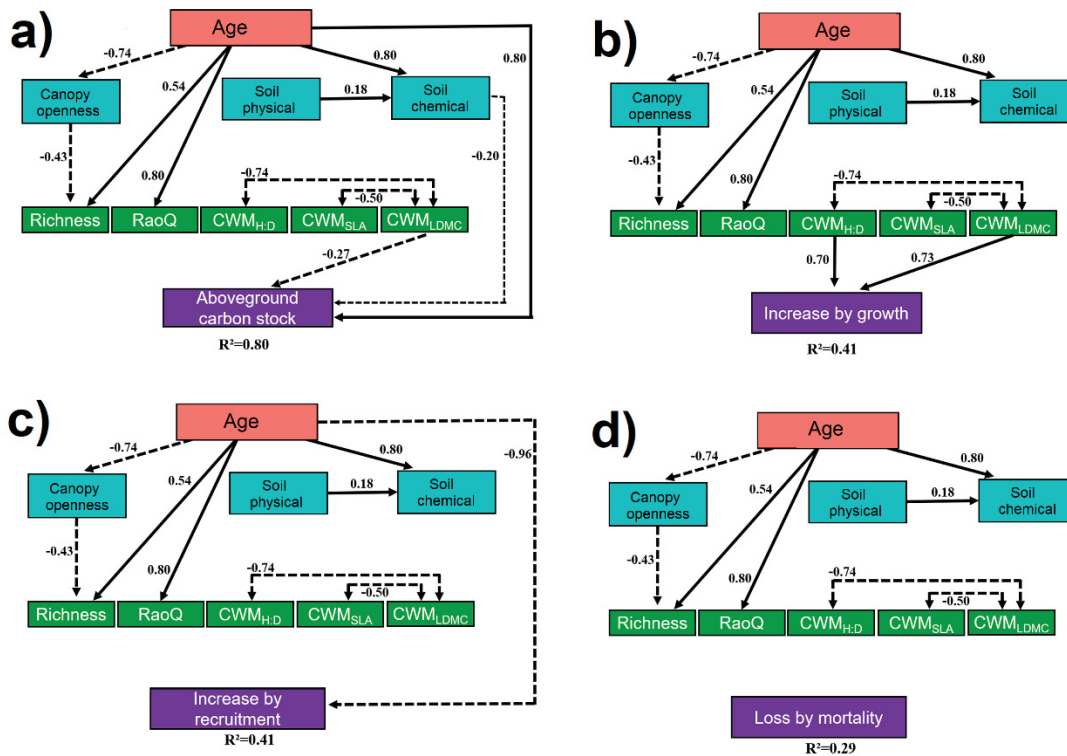 a)
Age
-0.74
0.54
0.80
0.80
0.80
Canopy
openness
Soil
physical
0.18
Soil
chemical
-0.43
-0.20
-0.74
-0.50
Richness
RaoQ
CWMH:D
CWMSLA
CWMLDMC
-0.27
Aboveground
carbon stock
R²=0.80
b)
Age
-0.74
0.54
0.80
0.80
Canopy
openness
Soil
physical
0.18
Soil
chemical
-0.43
-0.74
-0.50
Richness
RaoQ
CWMH:D
CWMSLA
CWMLDMC
0.70
0.73
Increase by growth
R²=0.41
c)
Age
-0.74
0.54
0.80
0.80
-0.96
Canopy
openness
Soil
physical
0.18
Soil
chemical
-0.43
-0.74
-0.50
Richness
RaoQ
CWMH:D
CWMSLA
CWMLDMC
Increase by
recruitment
R²=0.41
d)
Age
-0.74
0.54
0.80
0.80
Canopy
openness
Soil
physical
0.18
Soil
chemical
-0.43
-0.74
-0.50
Richness
RaoQ
CWMH:D
CWMSLA
CWMLDMC
Loss by mortality
R²=0.29